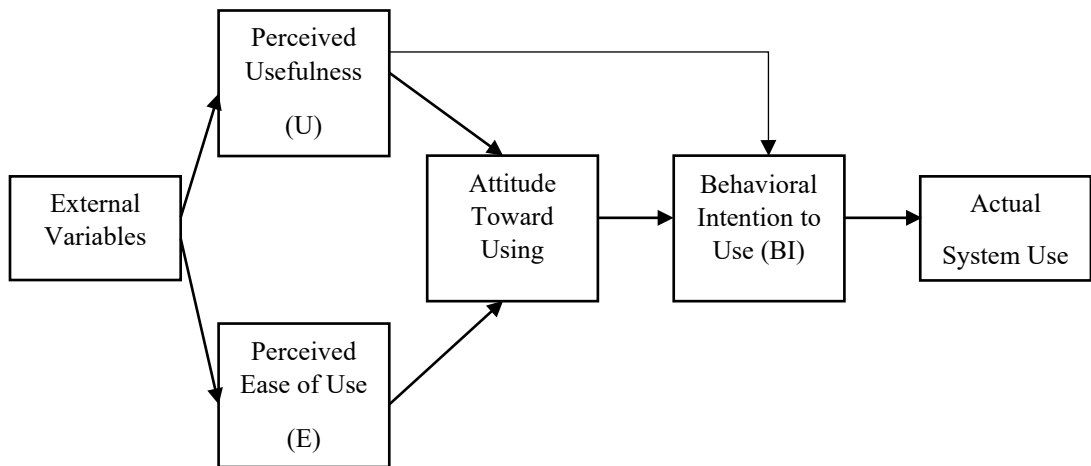 Perceived
Usefulness
(U)
External
Variables
Attitude
Toward
Using
Behavioral
Intention to
Use (BI)
Actual
System Use
Perceived
Ease of Use
(E)